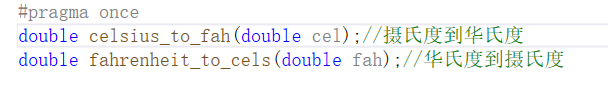 #pragma once
double celsius_to_fah(double cel);//摄氏度到华氏度
double fahrenheit_to_cels(double fah);//华氏度到摄氏度